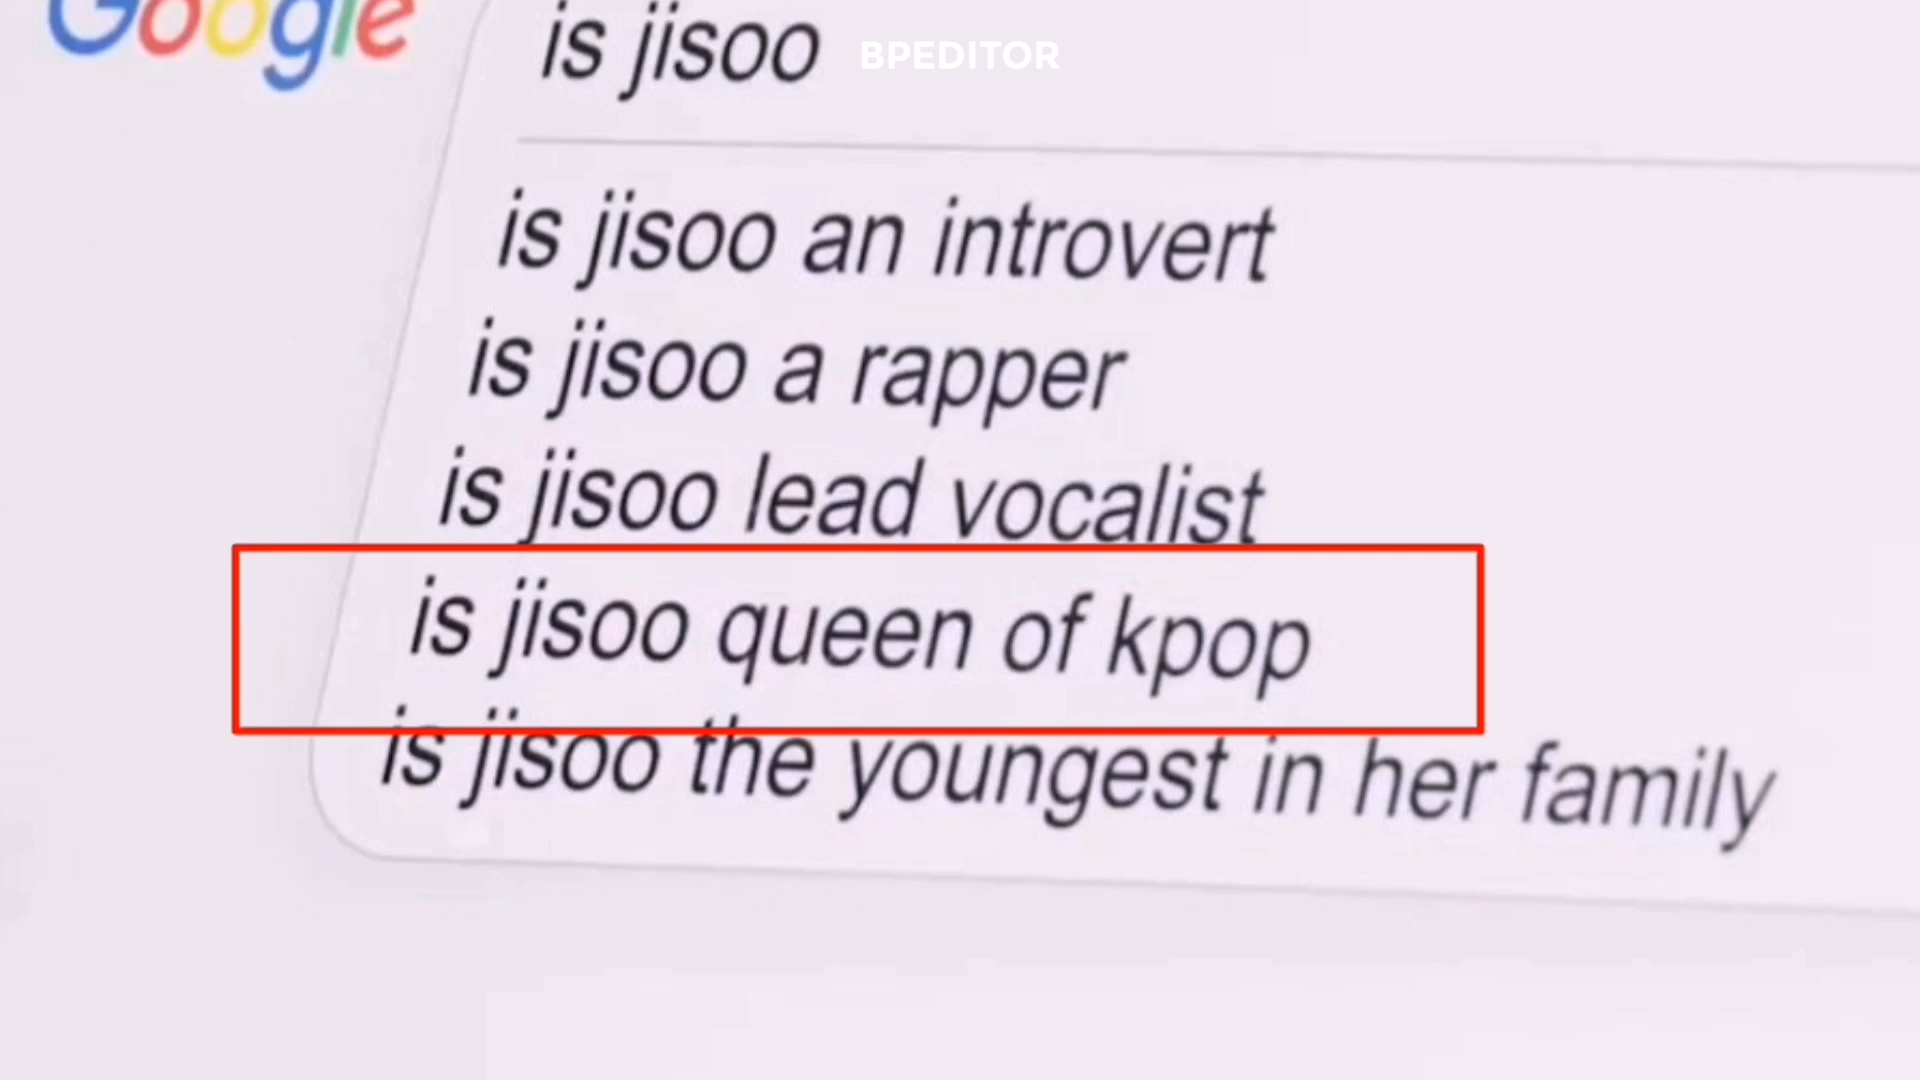 Google
is jisoo
BPEDITOR
is jisoo an introvert
is jisoo a rapper
is jisoo lead vocalist
is jisoo queen of kpop
is jisoo the youngest in her family